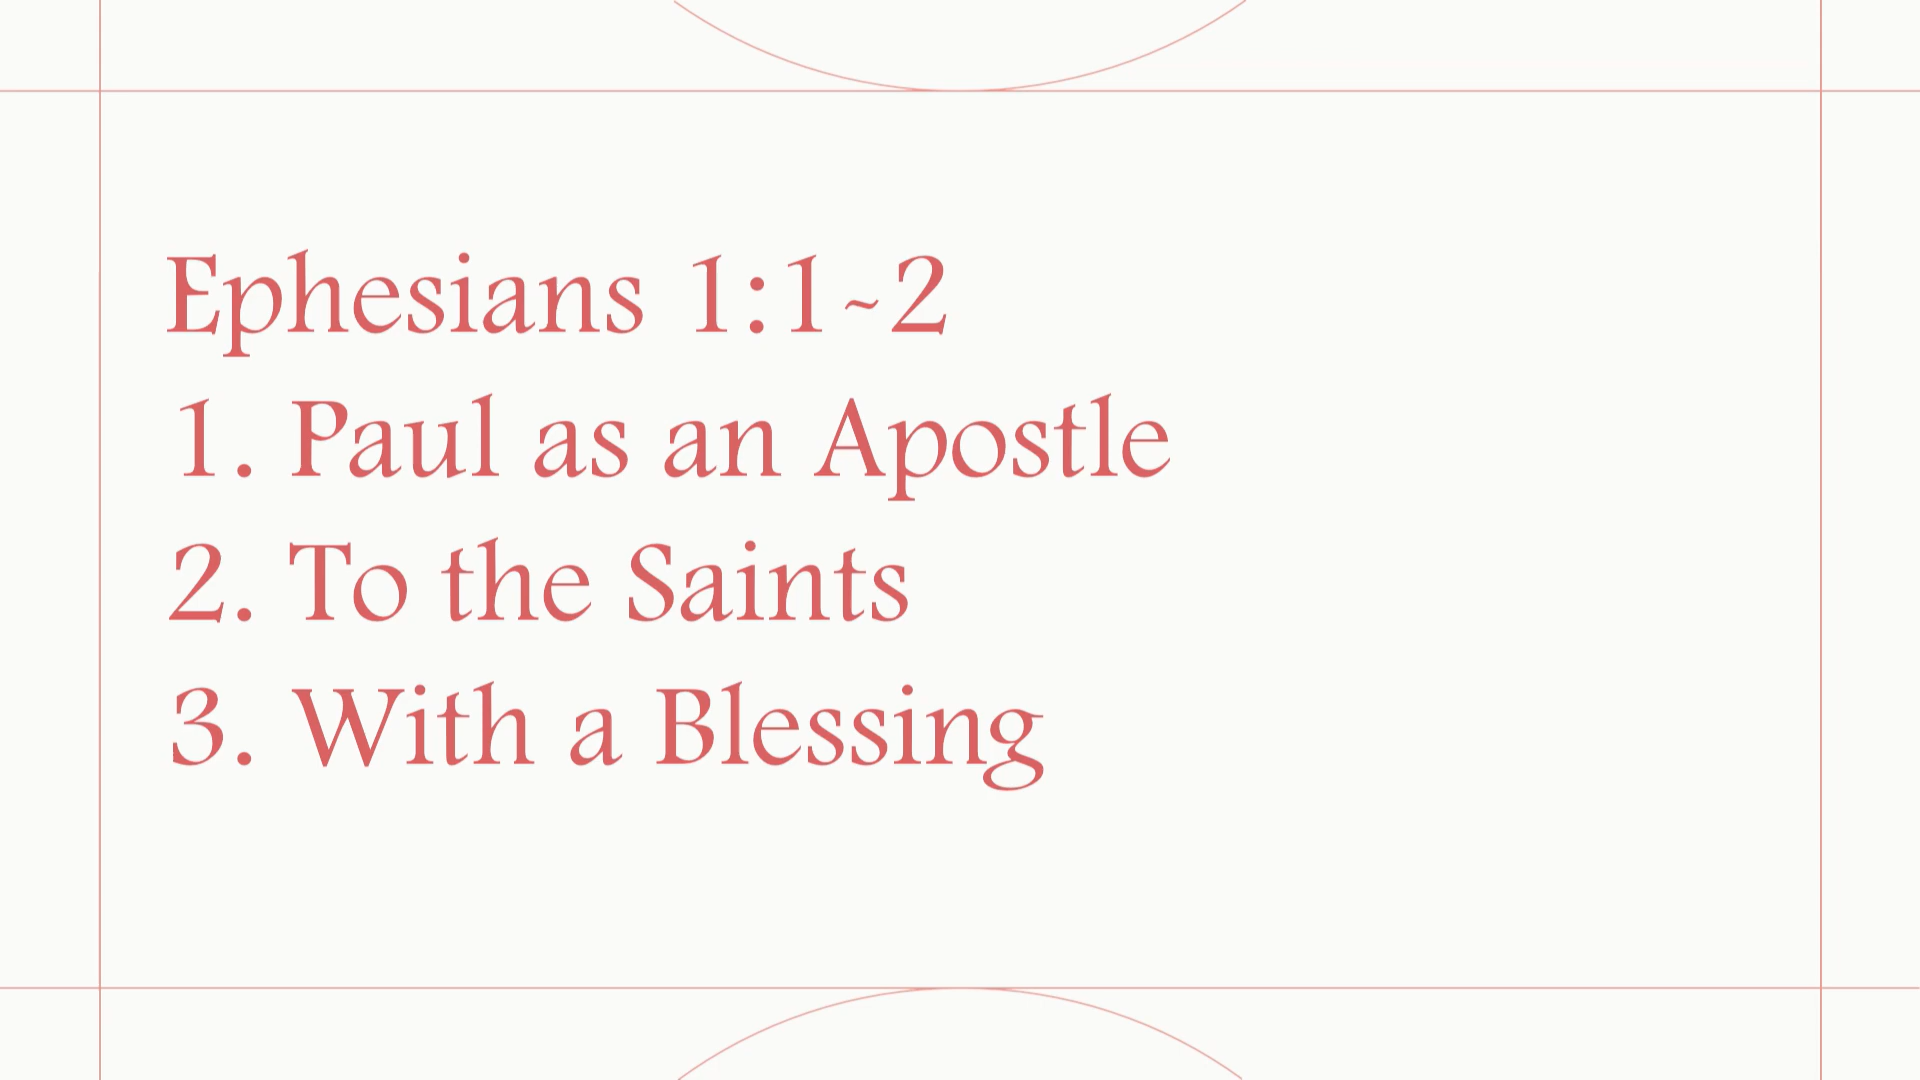 Ephesians 1:1-2
1. Paul as an Apostle
2. To the Saints
3. With a Blessing